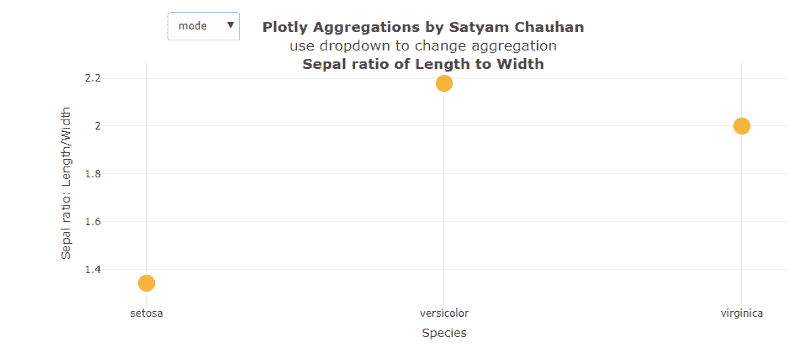 mode ▼
Plotly Aggregations by Satyam Chauhan
use dropdown to change aggregation
Sepal ratio of Length to Width
Sepal ratio: Length/Width
2.2
2
1.8
1.6
1.4
setosa versicolor virginica
Species